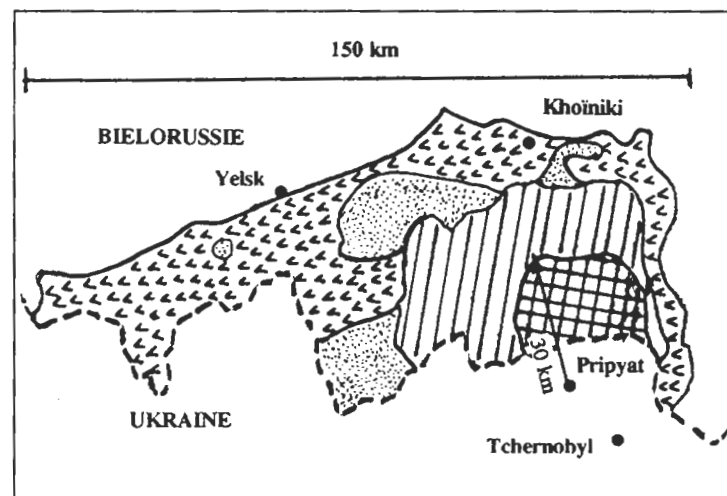 150 km
Khoïniki
BIELORUSSIE
Yelsk
30 km
Pripyat
UKRAINE
Tchernobyl